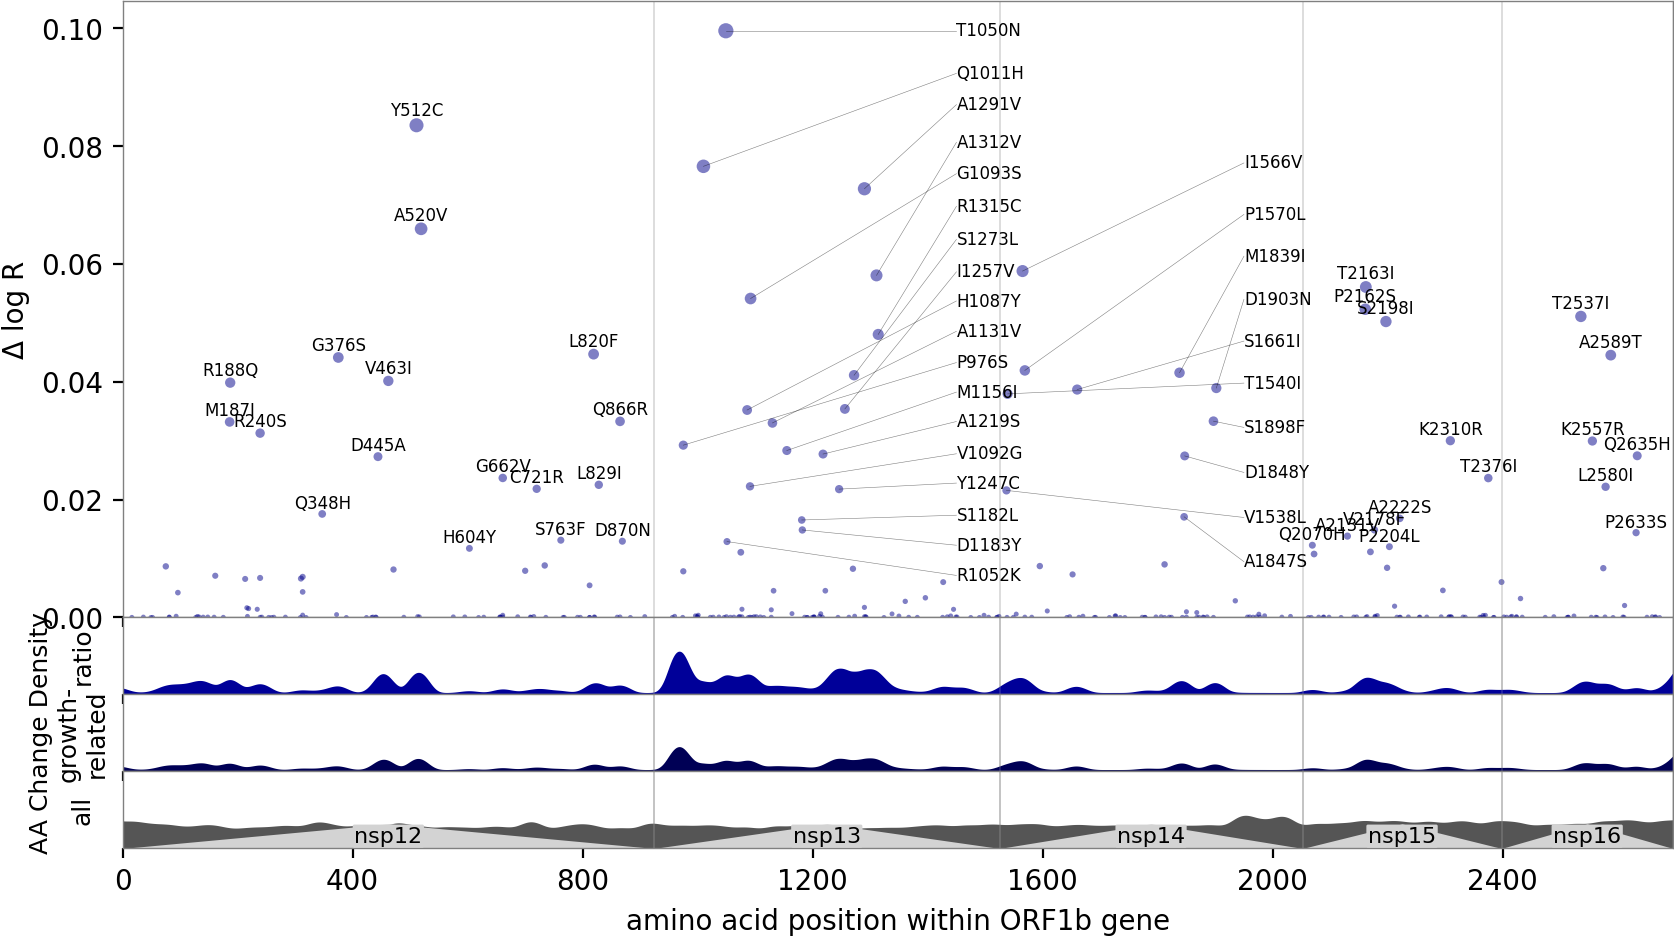 0.10
0.08
0.06
0.04
0.02
0.00
Δ log R
T1050N
Q1011H
A1291V
Y512C
A1312V
I1566V
G1093S
R1315C
A520V
P1570L
S1273L
M1839I
I1257V
T2163I
P2162S
S2198I
T2537I
H1087Y
D1903N
A1131V
G376S
L820F
S1661I
A2589T
R188Q
V463I
P976S
T1540I
M1156I
M187I
R240S
Q866R
A1219S
S1898F
K2310R
K2557R
Q2635H
D445A
V1092G
G662V
C721R
L829I
D1848Y
T2376I
L2580I
Y1247C
Q348H
S1182L
V1538L
A2222S
V2178F
A2131V
Q2070H
P2204L
P2633S
H604Y
S763F
D870N
D1183Y
A1847S
R1052K
AA Change Density
ratio
growth-
related
all
nsp12
nsp13
nsp14
nsp15
nsp16
0
400
800
1200
1600
2000
2400
amino acid position within ORF1b gene